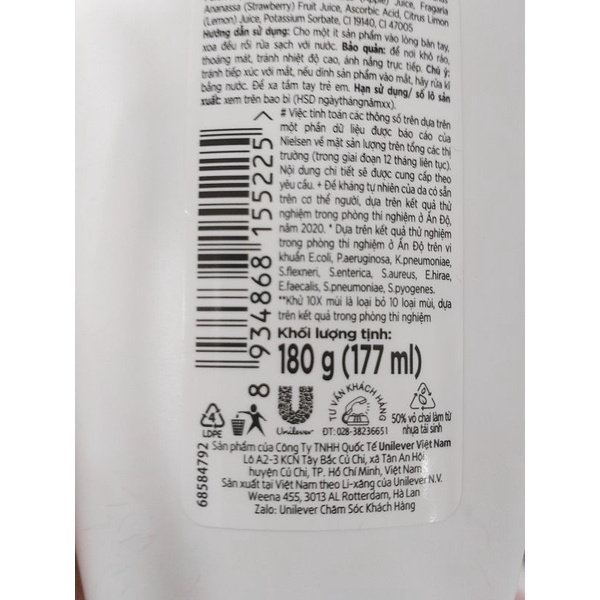 (Apple) Juice, Fragaria
Ananassa (Strawberry) Fruit Juice, Ascorbic Acid, Citrus Limon
(Lemon) Juice, Potassium Sorbate, CI 19140, CI 47005
Hướng dẫn sử dụng: Cho một ít sản phẩm vào lòng bàn tay,
xoa đều rồi rửa sạch với nước. Bảo quản: để nơi khô ráo,
thoáng mát, tránh nhiệt độ cao, ánh nắng trực tiếp. Chú ý:
tránh tiếp xúc với mắt, nếu dính sản phẩm vào mắt, hãy rửa kĩ
bằng nước. Để xa tầm tay trẻ em. Hạn sử dụng/ số lô sản
xuất: xem trên bao bì (HSD ngàythángnămxx).
# Việc tính toán các thông số trên dựa trên
một phần dữ liệu được báo cáo của
Nielsen về mặt sản lượng trên tổng các thị
trường (trong giai đoạn 12 tháng liên tục).
Nội dung chi tiết sẽ được cung cấp theo
yêu cầu. + Đề kháng tự nhiên của da có sẵn
trên cơ thể người, dựa trên kết quả thử
nghiệm trong phòng thí nghiệm ở Ấn Độ,
năm 2020. * Dựa trên kết quả thử nghiệm
trong phòng thí nghiệm ở Ấn Độ trên vi
khuẩn E.coli, P.aeruginosa, K.pneumoniae,
S.flexneri, S.enterica, S.aureus, E.hirae,
E.faecalis, S.pneumoniae, S.pyogenes.
**Khử 10X mùi là loại bỏ 10 loại mùi, dựa
trên kết quả trong phòng thí nghiệm
8 934868 155225
Khối lượng tịnh:
180 g (177 ml)
4
LDPE
Unilever
TƯ VẤN KHÁCH HÀNG
ĐT: 028-38236651
50% vỏ chai làm từ
nhựa tái sinh
68584792
Sản phẩm của Công Ty TNHH Quốc Tế Unilever Việt Nam
Lô A2-3 KCN Tây Bắc Củ Chi, xã Tân An Hội,
huyện Củ Chi, TP. Hồ Chí Minh, Việt Nam
Sản xuất tại Việt Nam theo Li-xăng của Unilever N.V.
Weena 455, 3013 AL Rotterdam, Hà Lan
Zalo: Unilever Chăm Sóc Khách Hàng